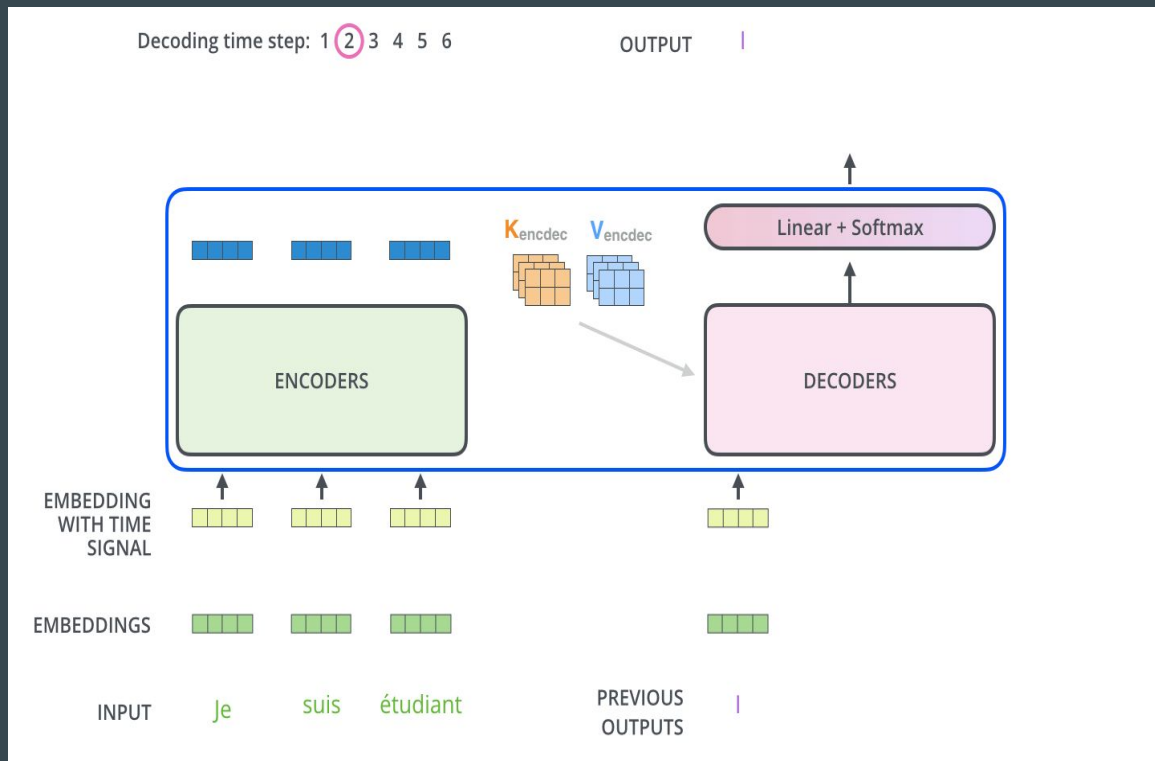 Decoding time step: 1 2 3 4 5 6
OUTPUT
I
Kencdec
Vencdec
Linear + Softmax
ENCODERS
DECODERS
EMBEDDING
WITH TIME
SIGNAL
EMBEDDINGS
INPUT
Je
suis
étudiant
PREVIOUS
OUTPUTS
I